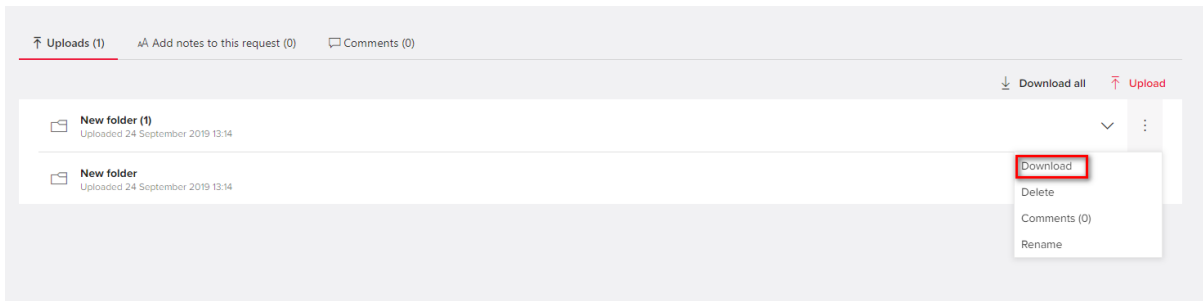 Uploads (1) AA Add notes to this request (0) Comments (0)
Download all Upload
New folder (1)
Uploaded 24 September 2019 13:14
New folder
Uploaded 24 September 2019 13:14
Download
Delete
Comments (0)
Rename